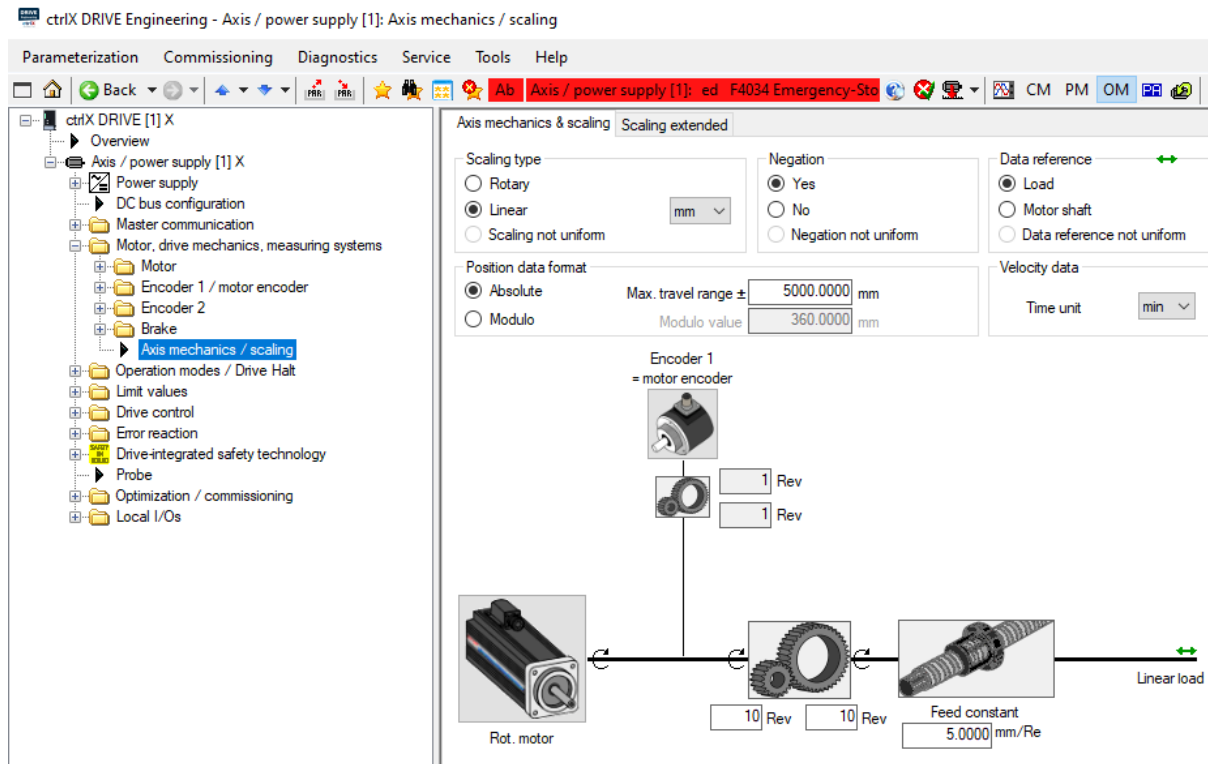 ctrlX DRIVE Engineering - Axis / power supply [1]: Axis mechanics / scaling
Parameterization Commissioning Diagnostics Service Tools Help
Back PAR PAR Ab Axis / power supply [1]: ed F4034 Emergency-Sto CM PM OM PA
ctrlX DRIVE [1] X
Overview
Axis / power supply [1] X
Power supply
DC bus configuration
Master communication
Motor, drive mechanics, measuring systems
Motor
Encoder 1 / motor encoder
Encoder 2
Brake
Axis mechanics / scaling
Operation modes / Drive Halt
Limit values
Drive control
Error reaction
Drive-integrated safety technology
Probe
Optimization / commissioning
Local I/Os
Axis mechanics & scaling Scaling extended
Scaling type
Rotary
Linear mm
Scaling not uniform
Negation
Yes
No
Negation not uniform
Data reference
Load
Motor shaft
Data reference not uniform
Position data format
Absolute Max. travel range ± 5000.0000 mm
Modulo Modulo value 360.0000 mm
Velocity data
Time unit min
Encoder 1
= motor encoder
1 Rev
1 Rev
Linear load
10 Rev 10 Rev
Feed constant
5.0000 mm/Re
Rot. motor